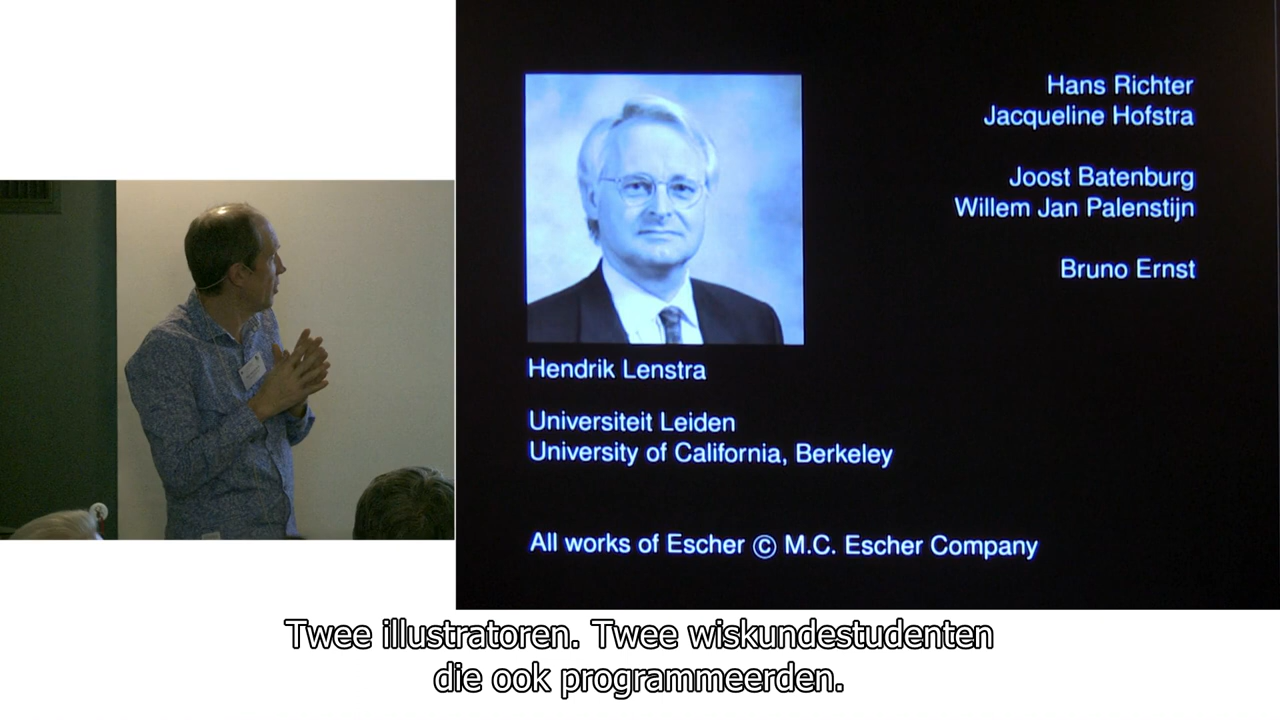 Hans Richter
Jacqueline Hofstra
Joost Batenburg
Willem Jan Palenstijn
Bruno Ernst
Hendrik Lenstra
Universiteit Leiden
University of California, Berkeley
All works of Escher © M.C. Escher Company
Twee illustratoren. Twee wiskundestudenten
die ook programmeerden.